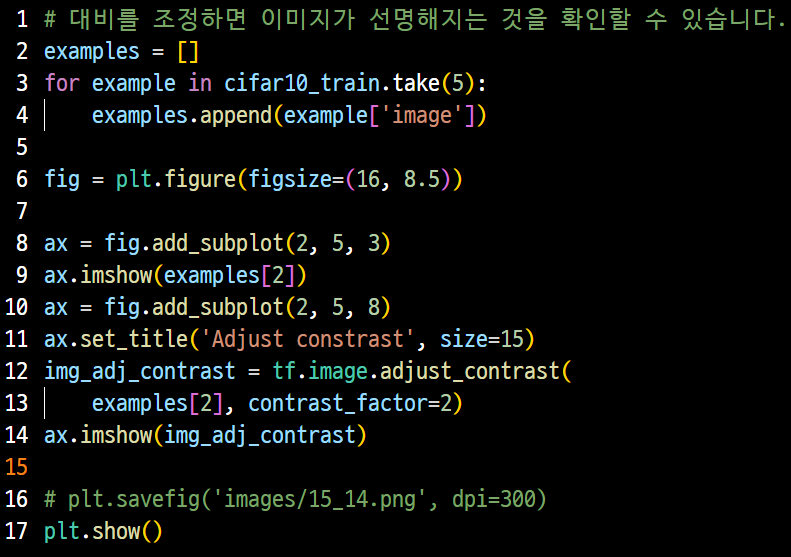 1 # 대비를 조정하면 이미지가 선명해지는 것을 확인할 수 있습니다.
2 examples = []
3 for example in cifar10_train.take(5):
4     examples.append(example['image'])
5
6 fig = plt.figure(figsize=(16, 8.5))
7
8 ax = fig.add_subplot(2, 5, 3)
9 ax.imshow(examples[2])
10 ax = fig.add_subplot(2, 5, 8)
11 ax.set_title('Adjust constrast', size=15)
12 img_adj_contrast = tf.image.adjust_contrast(
13     examples[2], contrast_factor=2)
14 ax.imshow(img_adj_contrast)
15
16 # plt.savefig('images/15_14.png', dpi=300)
17 plt.show()